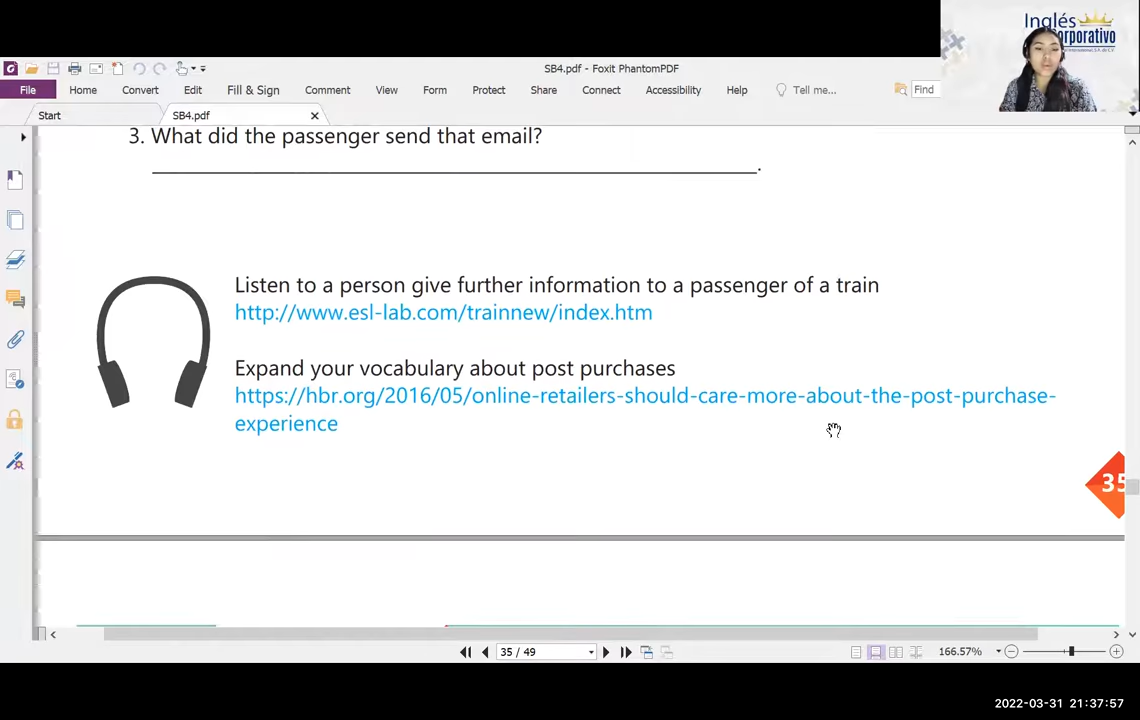 Inglés
Corporativo
SB4.pdf - Foxit PhantomPDF
File Home Convert Edit Fill & Sign Comment View Form Protect Share Connect Accessibility Help Tell me... Find
Start SB4.pdf
3. What did the passenger send that email?
Listen to a person give further information to a passenger of a train
http://www.esl-lab.com/trainnew/index.htm
Expand your vocabulary about post purchases
https://hbr.org/2016/05/online-retailers-should-care-more-about-the-post-purchase-
experience
35
35 / 49
166.57%
2022-03-31 21:37:57